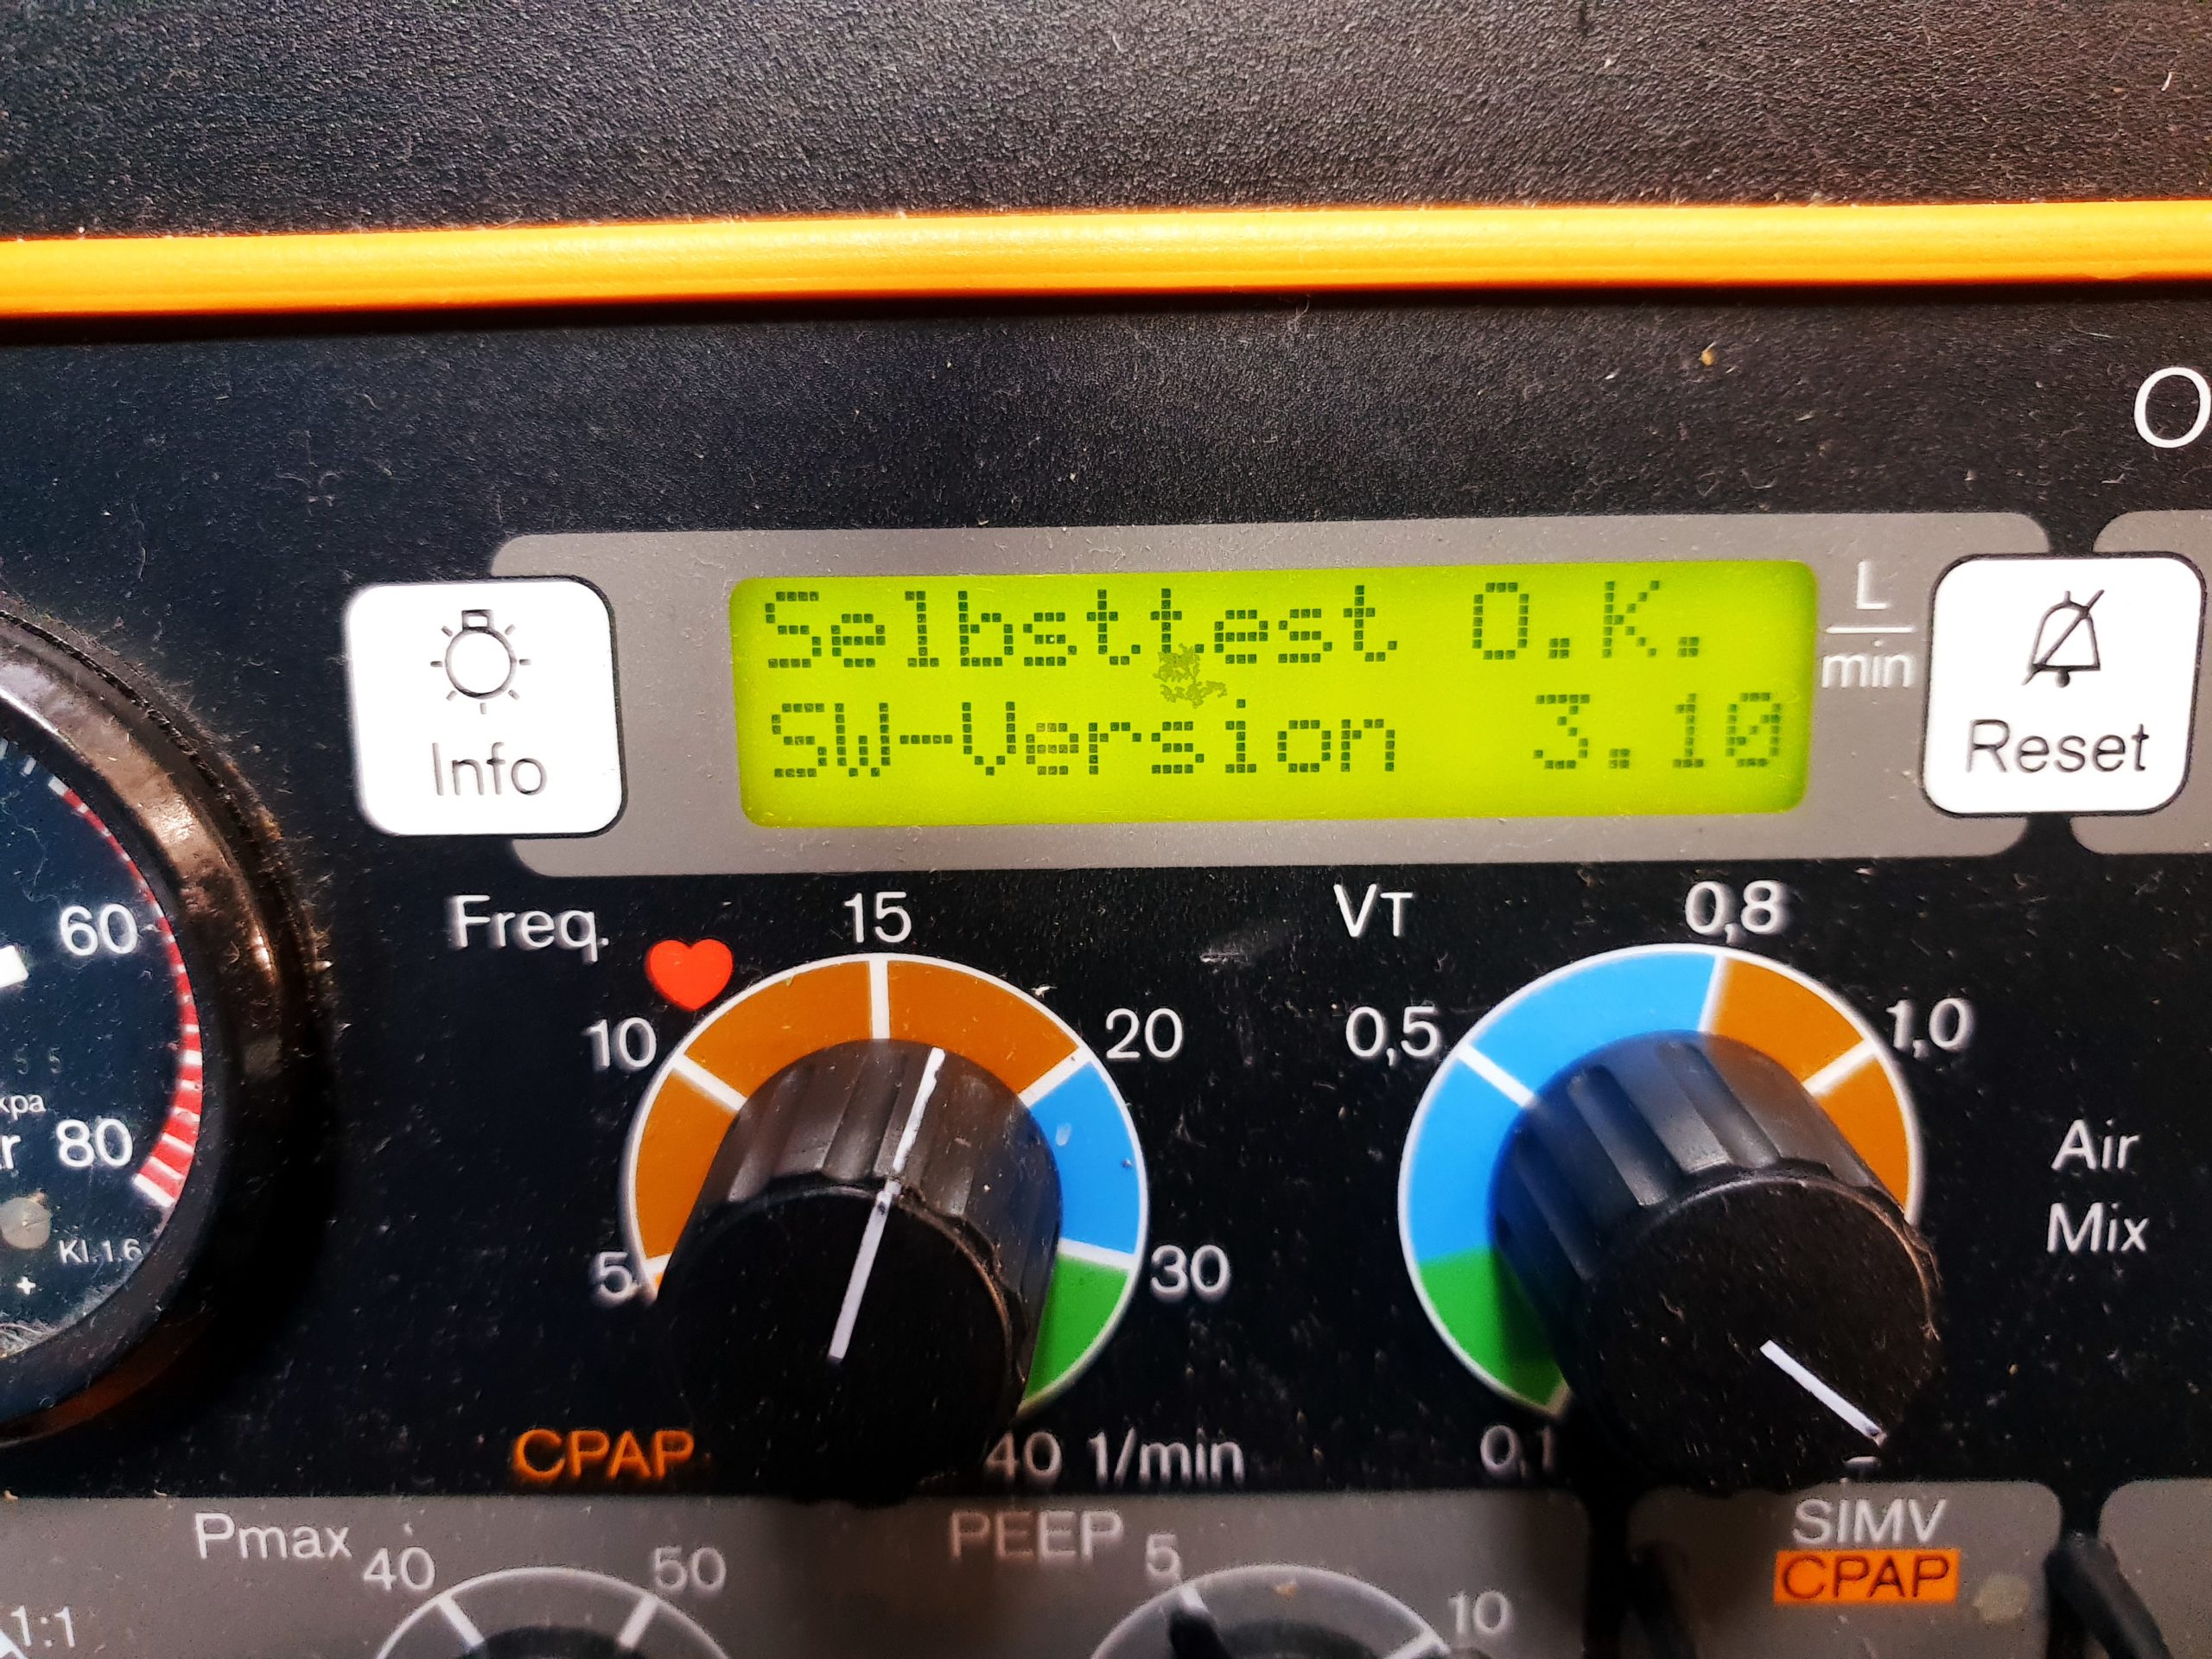 O
Selbsttest O.K.
SW-Version 3.10
L
min
Info
Reset
Freq.
15
VT
0,8
10
20
0,5
1,0
60
kpa
80
Kl.1.6
+
Air
Mix
5
30
CPAP
40 1/min
0,1
SIMV
CPAP
Pmax
40
50
PEEP
5
10
1:1